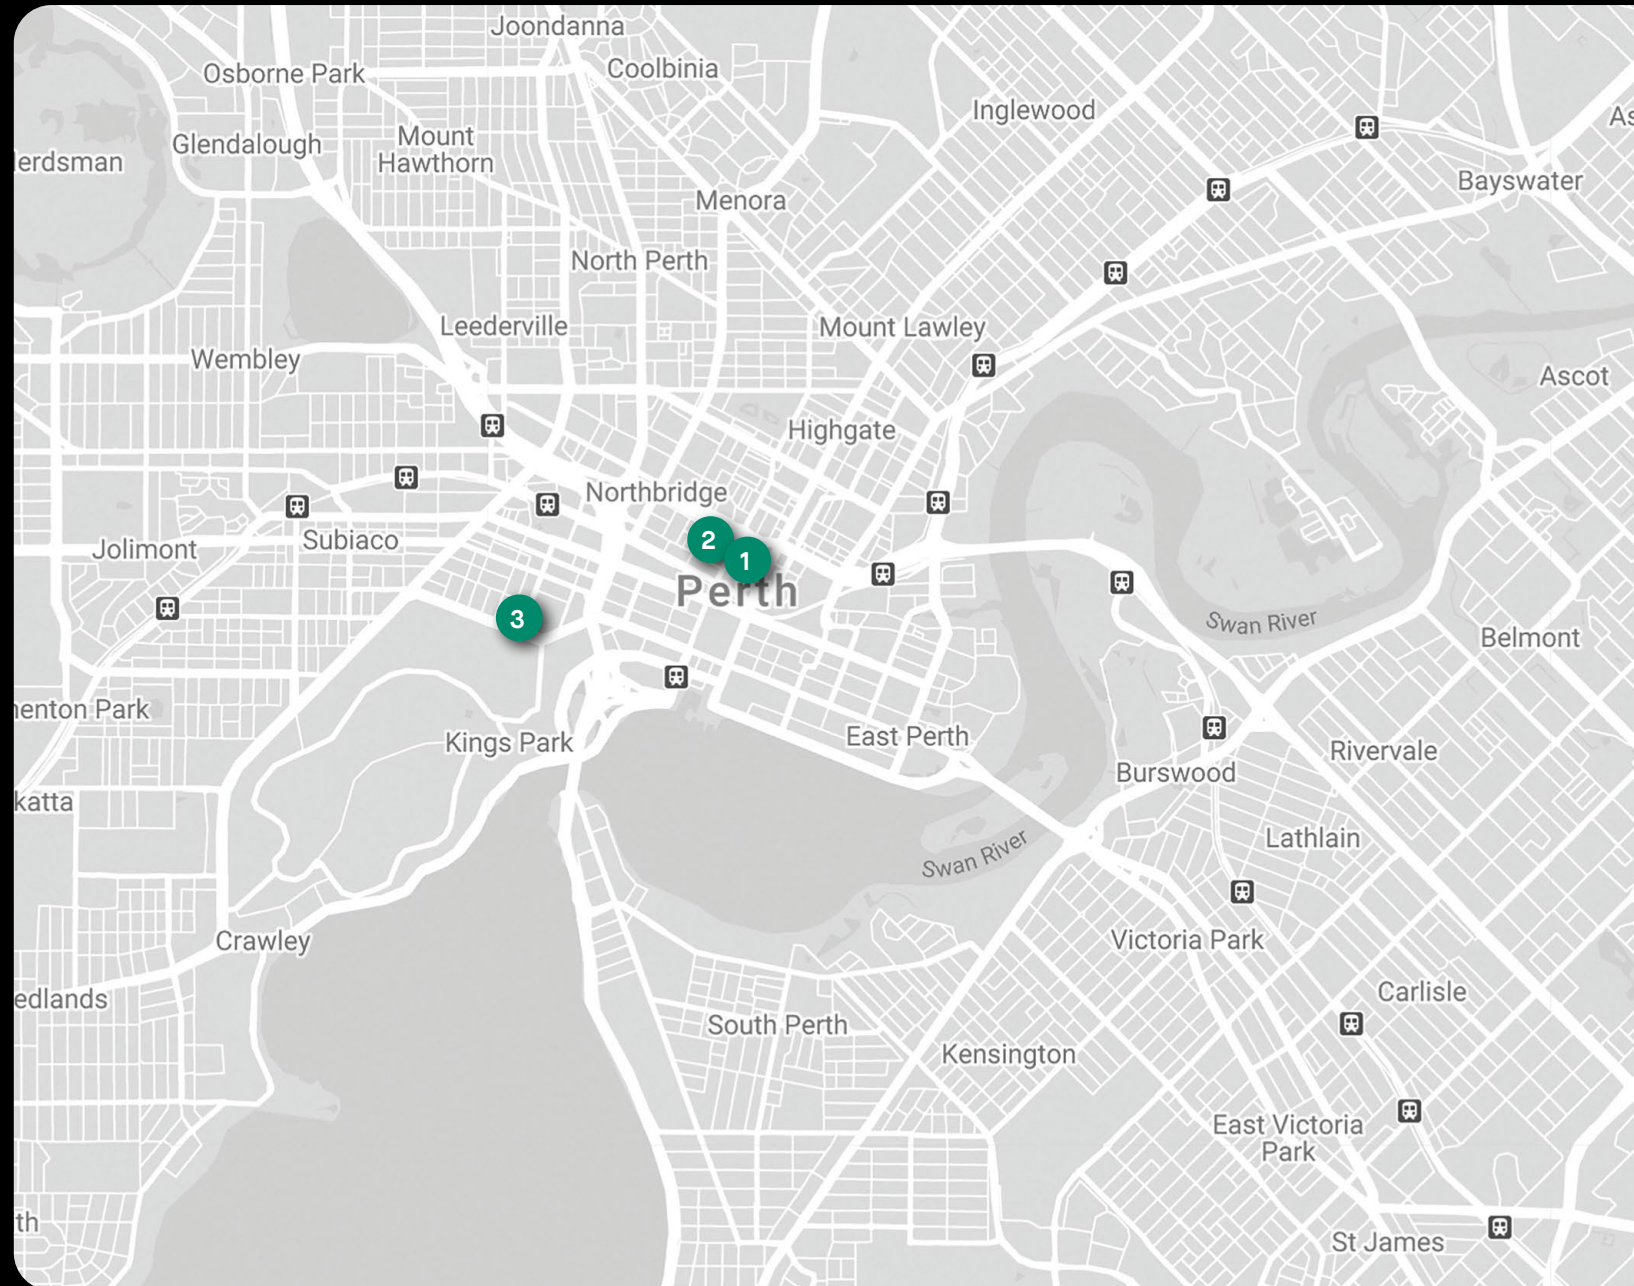 Joondanna
Osborne Park
Coolbinia
Inglewood
As
Glendalough
Mount
Hawthorn
lerdsman
Bayswater
Menora
North Perth
Leederville
Mount Lawley
Wembley
Ascot
Highgate
Northbridge
Jolimont
Subiaco
2
1
Perth
3
Swan River
Belmont
enton Park
Kings Park
East Perth
Rivervale
Burswood
katta
Lathlain
Swan River
Crawley
Victoria Park
edlands
Carlisle
South Perth
Kensington
East Victoria
Park
th
St James